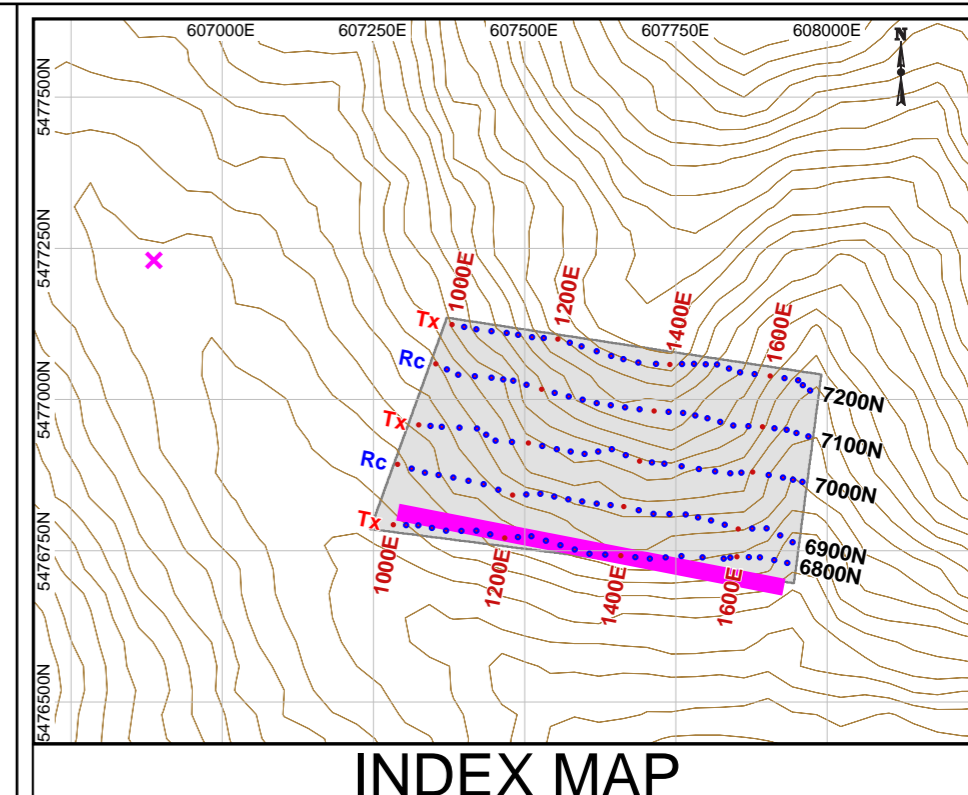 607000E 607250E 607500E 607750E 608000E
N
5477500N
5477250N
5477000N
5476750N
5476500N
1000E 1200E 1400E 1600E
Tx 7200N
Rc 7100N
Tx 7000N
Rc 6900N
Tx 6800N
1000E 1200E 1400E 1600E
INDEX MAP